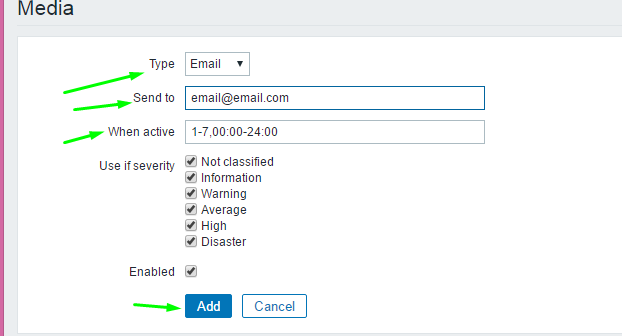 Media
Type Email
Send to email@email.com
When active 1-7,00:00-24:00
Use if severity Not classified
Information
Warning
Average
High
Disaster
Enabled
Add Cancel